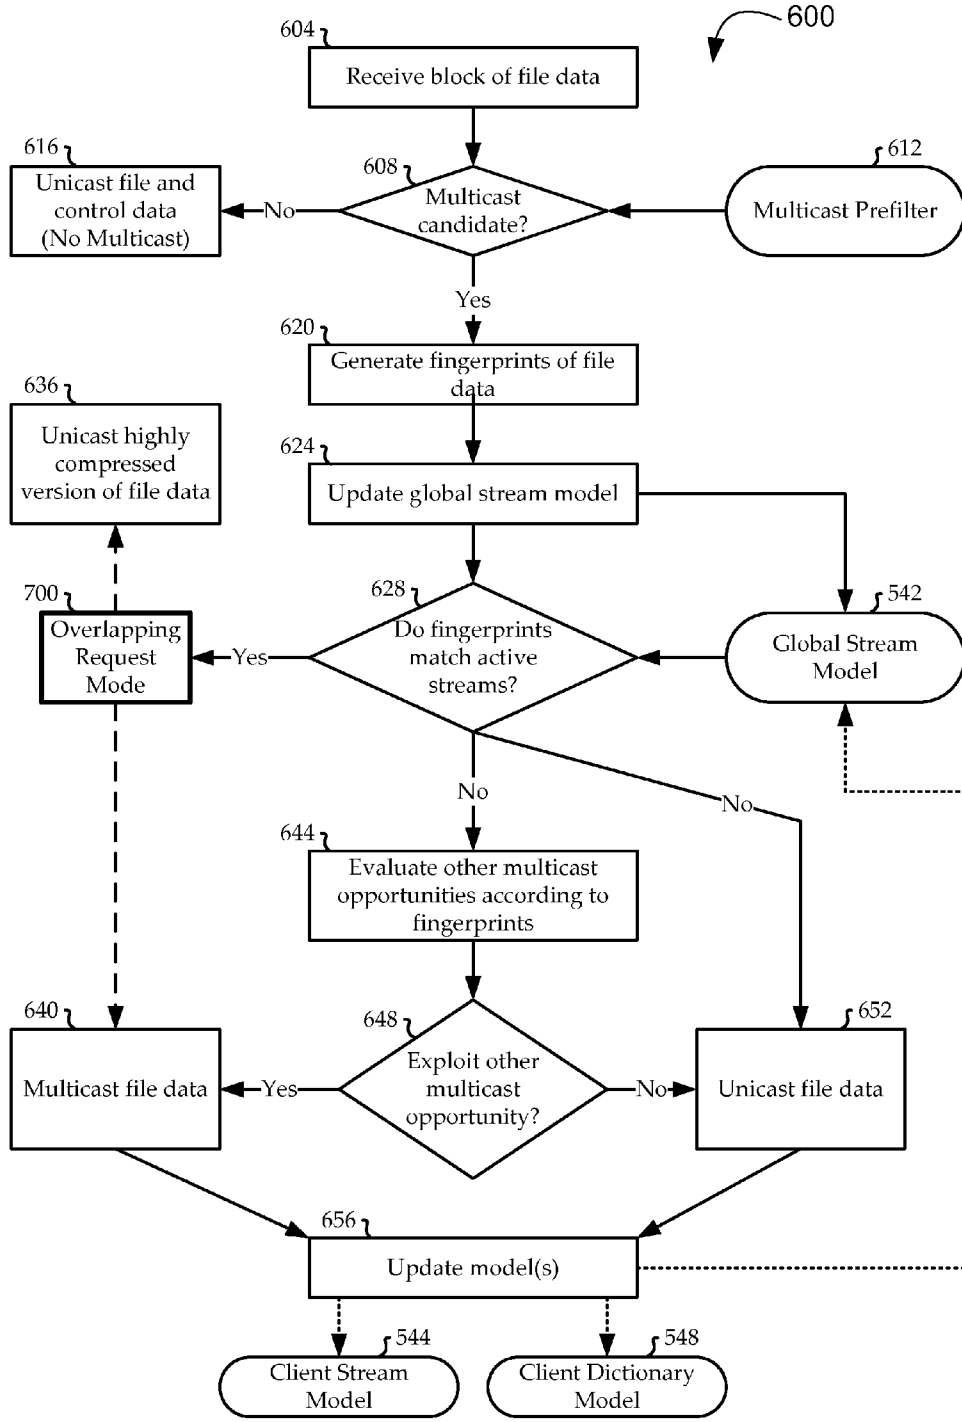 600
604
Receive block of file data
616
Unicast file and
control data
(No Multicast)
No
608
Multicast
candidate?
612
Multicast Prefilter
Yes
620
Generate fingerprints of file
data
636
Unicast highly
compressed
version of file data
624
Update global stream model
700
Overlapping
Request
Mode
Yes
628
Do fingerprints
match active
streams?
542
Global Stream
Model
No
No
644
Evaluate other multicast
opportunities according to
fingerprints
640
Multicast file data
Yes
648
Exploit other
multicast
opportunity?
No
652
Unicast file data
656
Update model(s)
544
Client Stream
Model
548
Client Dictionary
Model